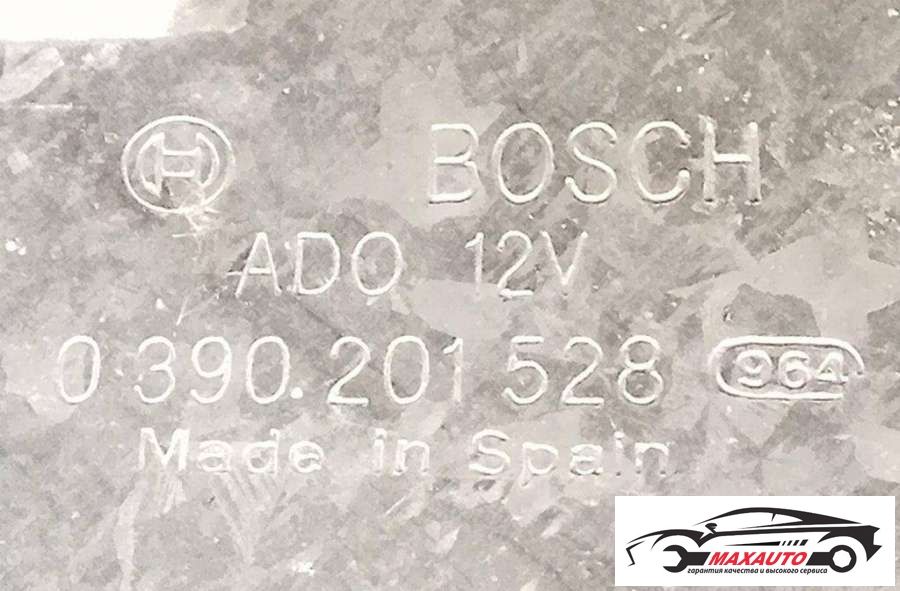 BOSCH
ADO 12V
0 390.201 528 964
Made in Spain
MAXAUTO
гарантия качества и высокого сервиса